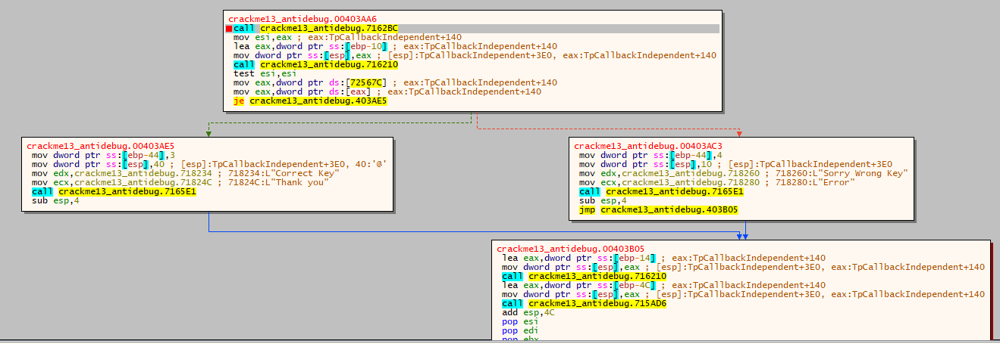 crackme13_antidebug.00403AA6
call crackme13_antidebug.7162BC
mov esi,eax ; eax:TpCallbackIndependent+140
lea eax,dword ptr ss:[ebp-10] ; eax:TpCallbackIndependent+140
mov dword ptr ss:[esp],eax ; [esp]:TpCallbackIndependent+3E0, eax:TpCallbackIndependent+140
call crackme13_antidebug.716210
test esi,esi
mov eax,dword ptr ds:[72567C] ; eax:TpCallbackIndependent+140
mov eax,dword ptr ds:[eax] ; eax:TpCallbackIndependent+140
je crackme13_antidebug.403AE5
crackme13_antidebug.00403AE5
mov dword ptr ss:[ebp-44],3
mov dword ptr ss:[esp],40 ; [esp]:TpCallbackIndependent+3E0, 40:'@'
mov edx,crackme13_antidebug.718234 ; 718234:L"Correct Key"
mov ecx,crackme13_antidebug.71824C ; 71824C:L"Thank you"
call crackme13_antidebug.7165E1
sub esp,4
crackme13_antidebug.00403AC3
mov dword ptr ss:[ebp-44],4
mov dword ptr ss:[esp],10 ; [esp]:TpCallbackIndependent+3E0
mov edx,crackme13_antidebug.718260 ; 718260:L"Sorry Wrong Key"
mov ecx,crackme13_antidebug.718280 ; 718280:L"Error"
call crackme13_antidebug.7165E1
sub esp,4
jmp crackme13_antidebug.403B05
crackme13_antidebug.00403B05
lea eax,dword ptr ss:[ebp-14] ; eax:TpCallbackIndependent+140
mov dword ptr ss:[esp],eax ; [esp]:TpCallbackIndependent+3E0, eax:TpCallbackIndependent+140
call crackme13_antidebug.716210
lea eax,dword ptr ss:[ebp-4C] ; eax:TpCallbackIndependent+140
mov dword ptr ss:[esp],eax ; [esp]:TpCallbackIndependent+3E0, eax:TpCallbackIndependent+140
call crackme13_antidebug.715AD6
add esp,4C
pop esi
pop edi
pop ebx